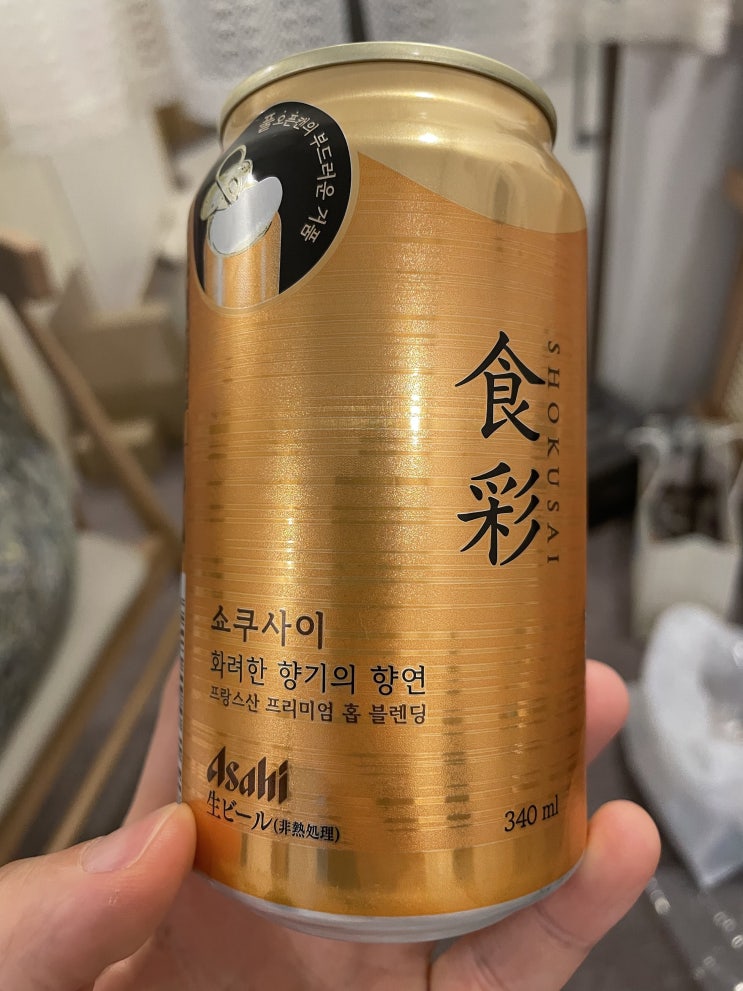 풀오픈캔의 부드러운 거품
食彩
SHOKUSAI
쇼쿠사이
화려한 향기의 향연
프랑스산 프리미엄 홉 블렌딩
Asahi
生ビール(非熱処理)
340 ml